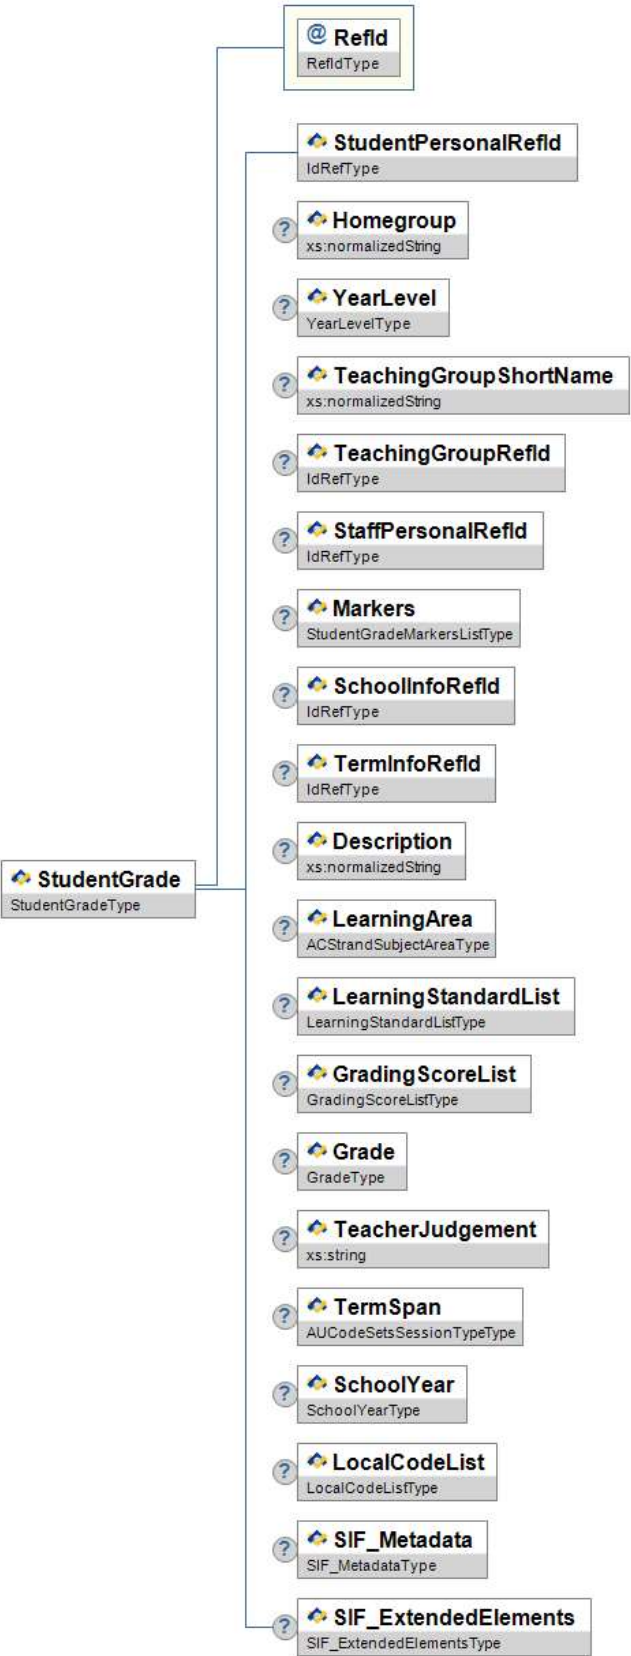 @ RefId
RefIdType
StudentPersonalRefId
IdRefType
? Homegroup
xs:normalizedString
? YearLevel
YearLevelType
? TeachingGroupShortName
xs:normalizedString
? TeachingGroupRefId
IdRefType
? StaffPersonalRefId
IdRefType
? Markers
StudentGradeMarkersListType
? SchoolInfoRefId
IdRefType
? TermInfoRefId
IdRefType
? Description
xs:normalizedString
StudentGrade
StudentGradeType
? LearningArea
ACStrandSubjectAreaType
? LearningStandardList
LearningStandardListType
? GradingScoreList
GradingScoreListType
? Grade
GradeType
? TeacherJudgement
xs:string
? TermSpan
AUCodeSetsSessionTypeType
? SchoolYear
SchoolYearType
? LocalCodeList
LocalCodeListType
? SIF_Metadata
SIF_MetadataType
? SIF_ExtendedElements
SIF_ExtendedElementsType